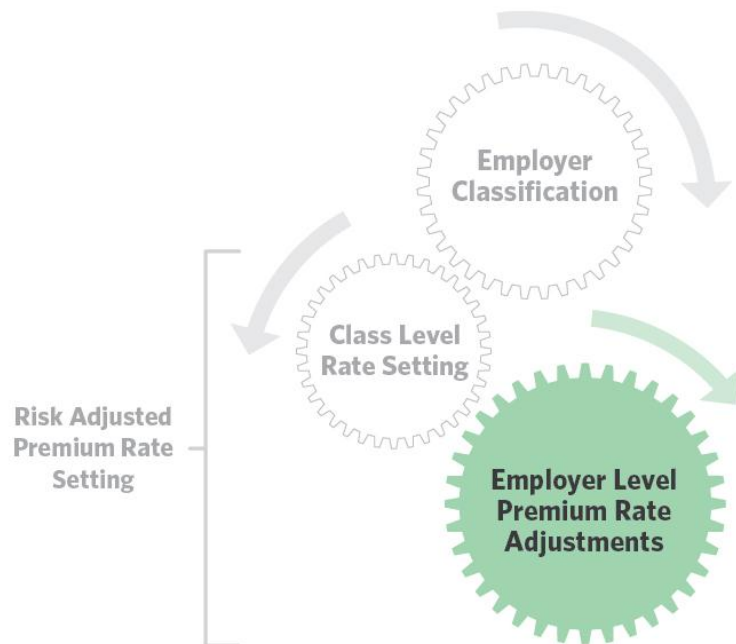 Employer
Classification
Class Level
Rate Setting
Risk Adjusted
Premium Rate
Setting
Employer Level
Premium Rate
Adjustments